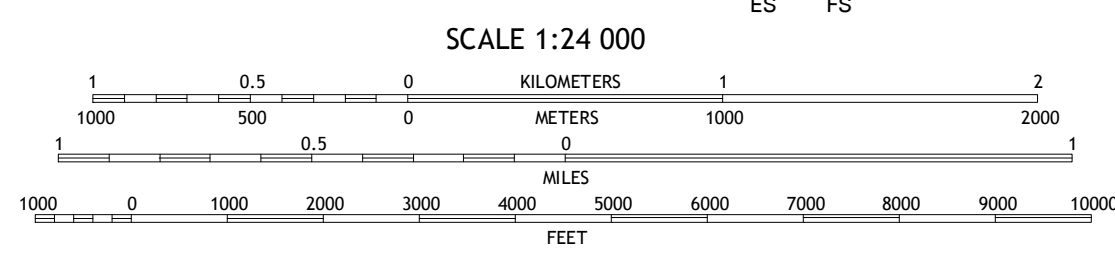 ES FS
SCALE 1:24 000
1 0.5 0 KILOMETERS 1 2
1000 500 0 METERS 1000 2000
1 0.5 0 1
MILES
1000 0 1000 2000 3000 4000 5000 6000 7000 8000 9000 10000
FEET